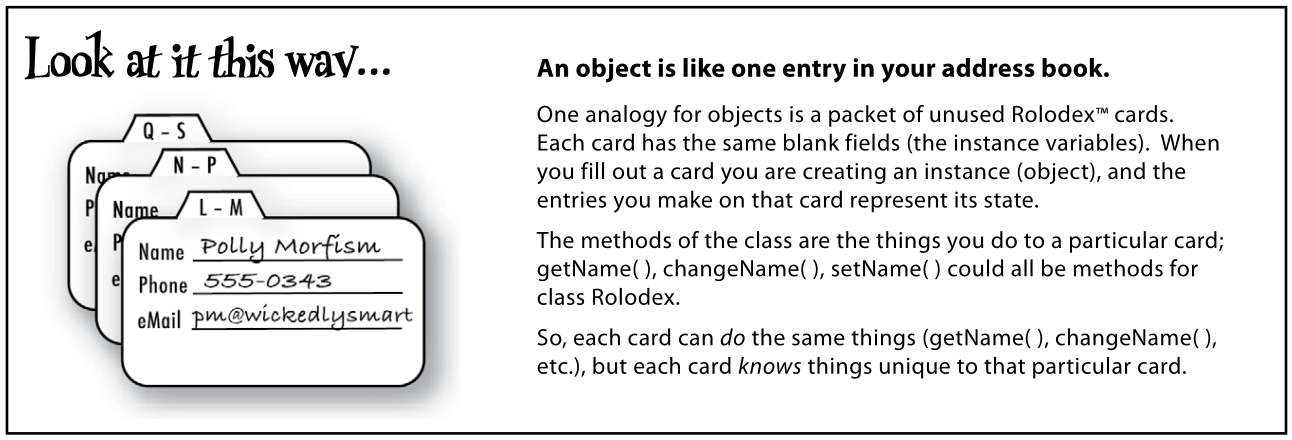 Look at it this way...
Q – S
Name
P
e
N – P
Name
P
e
L – M
Name Polly Morfism
Phone 555-0343
eMail pm@wickedlysmart
An object is like one entry in your address book.
One analogy for objects is a packet of unused Rolodex™ cards.
Each card has the same blank fields (the instance variables). When
you fill out a card you are creating an instance (object), and the
entries you make on that card represent its state.
The methods of the class are the things you do to a particular card;
getName( ), changeName( ), setName( ) could all be methods for
class Rolodex.
So, each card can do the same things (getName( ), changeName( ),
etc.), but each card knows things unique to that particular card.